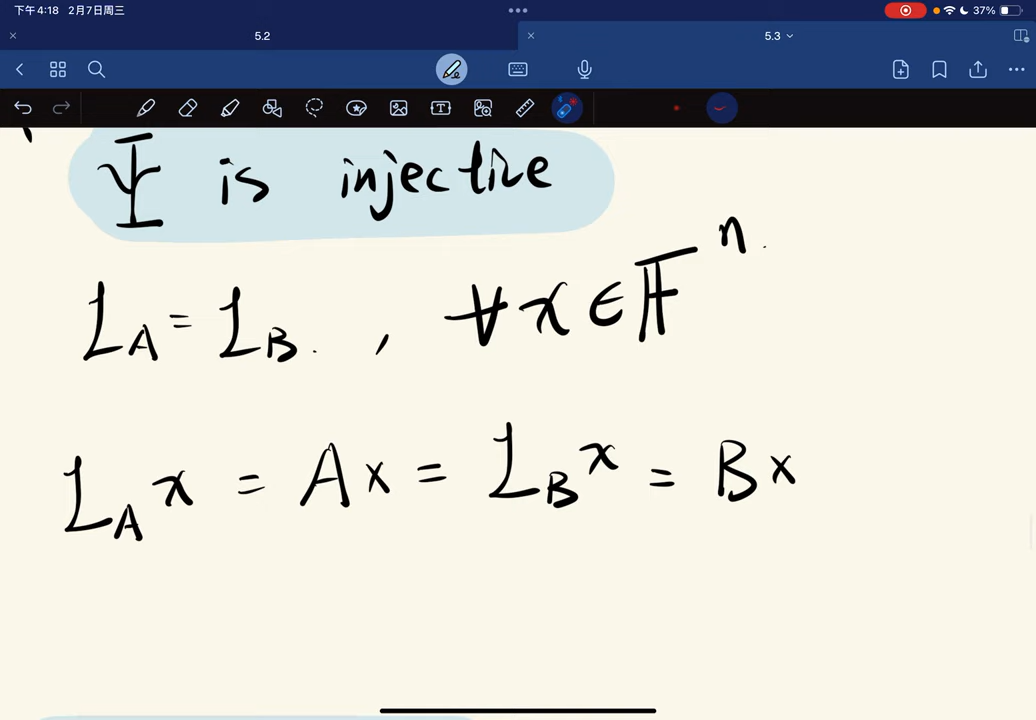 下午4:18 2月7日周三
37%
5.2
5.3
Ψ is injective
L_A = L_B. , ∀x ∈ 𝔽^n.
L_A x = Ax = L_B x = Bx